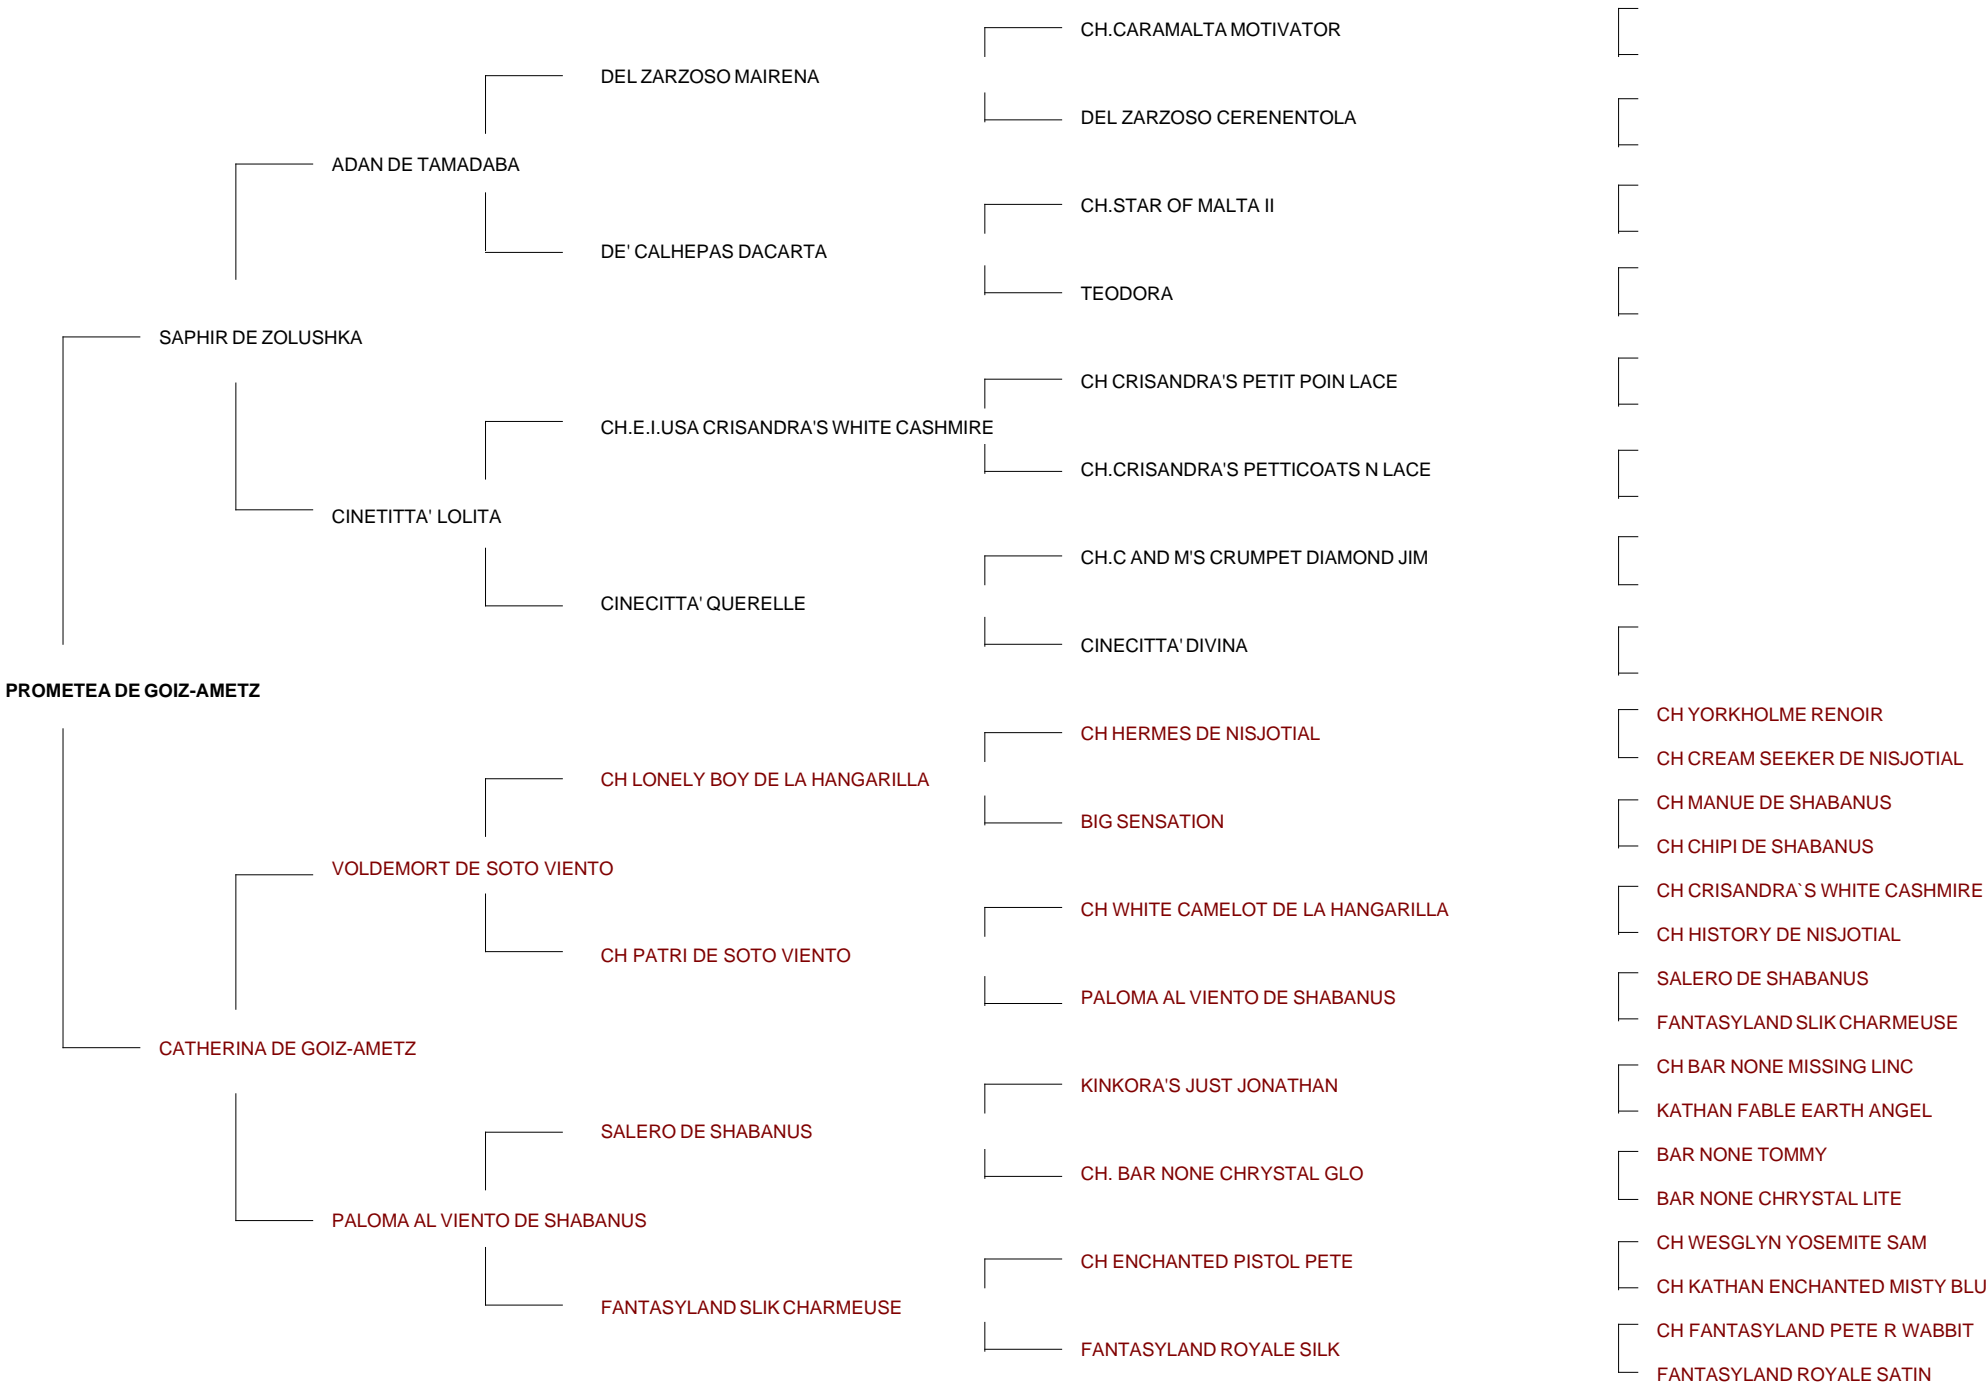 CH.CARAMALTA MOTIVATOR
DEL ZARZOSO MAIRENA
DEL ZARZOSO CERENENTOLA
ADAN DE TAMADABA
CH.STAR OF MALTA II
DE' CALHEPAS DACARTA
TEODORA
SAPHIR DE ZOLUSHKA
CH CRISANDRA'S PETIT POIN LACE
CH.E.I.USA CRISANDRA'S WHITE CASHMIRE
CH.CRISANDRA'S PETTICOATS N LACE
CINETITTA' LOLITA
CH.C AND M'S CRUMPET DIAMOND JIM
CINECITTA' QUERELLE
CINECITTA' DIVINA
PROMETEA DE GOIZ-AMETZ
CH YORKHOLME RENOIR
CH HERMES DE NISJOTIAL
CH CREAM SEEKER DE NISJOTIAL
CH LONELY BOY DE LA HANGARILLA
CH MANUE DE SHABANUS
BIG SENSATION
CH CHIPI DE SHABANUS
VOLDEMORT DE SOTO VIENTO
CH CRISANDRA`S WHITE CASHMIRE
CH WHITE CAMELOT DE LA HANGARILLA
CH HISTORY DE NISJOTIAL
CH PATRI DE SOTO VIENTO
SALERO DE SHABANUS
PALOMA AL VIENTO DE SHABANUS
FANTASYLAND SLIK CHARMEUSE
CATHERINA DE GOIZ-AMETZ
CH BAR NONE MISSING LINC
KINKORA'S JUST JONATHAN
KATHAN FABLE EARTH ANGEL
SALERO DE SHABANUS
BAR NONE TOMMY
CH. BAR NONE CHRYSTAL GLO
BAR NONE CHRYSTAL LITE
PALOMA AL VIENTO DE SHABANUS
CH WESGLYN YOSEMITE SAM
CH ENCHANTED PISTOL PETE
CH KATHAN ENCHANTED MISTY BLU
FANTASYLAND SLIK CHARMEUSE
CH FANTASYLAND PETE R WABBIT
FANTASYLAND ROYALE SILK
FANTASYLAND ROYALE SATIN